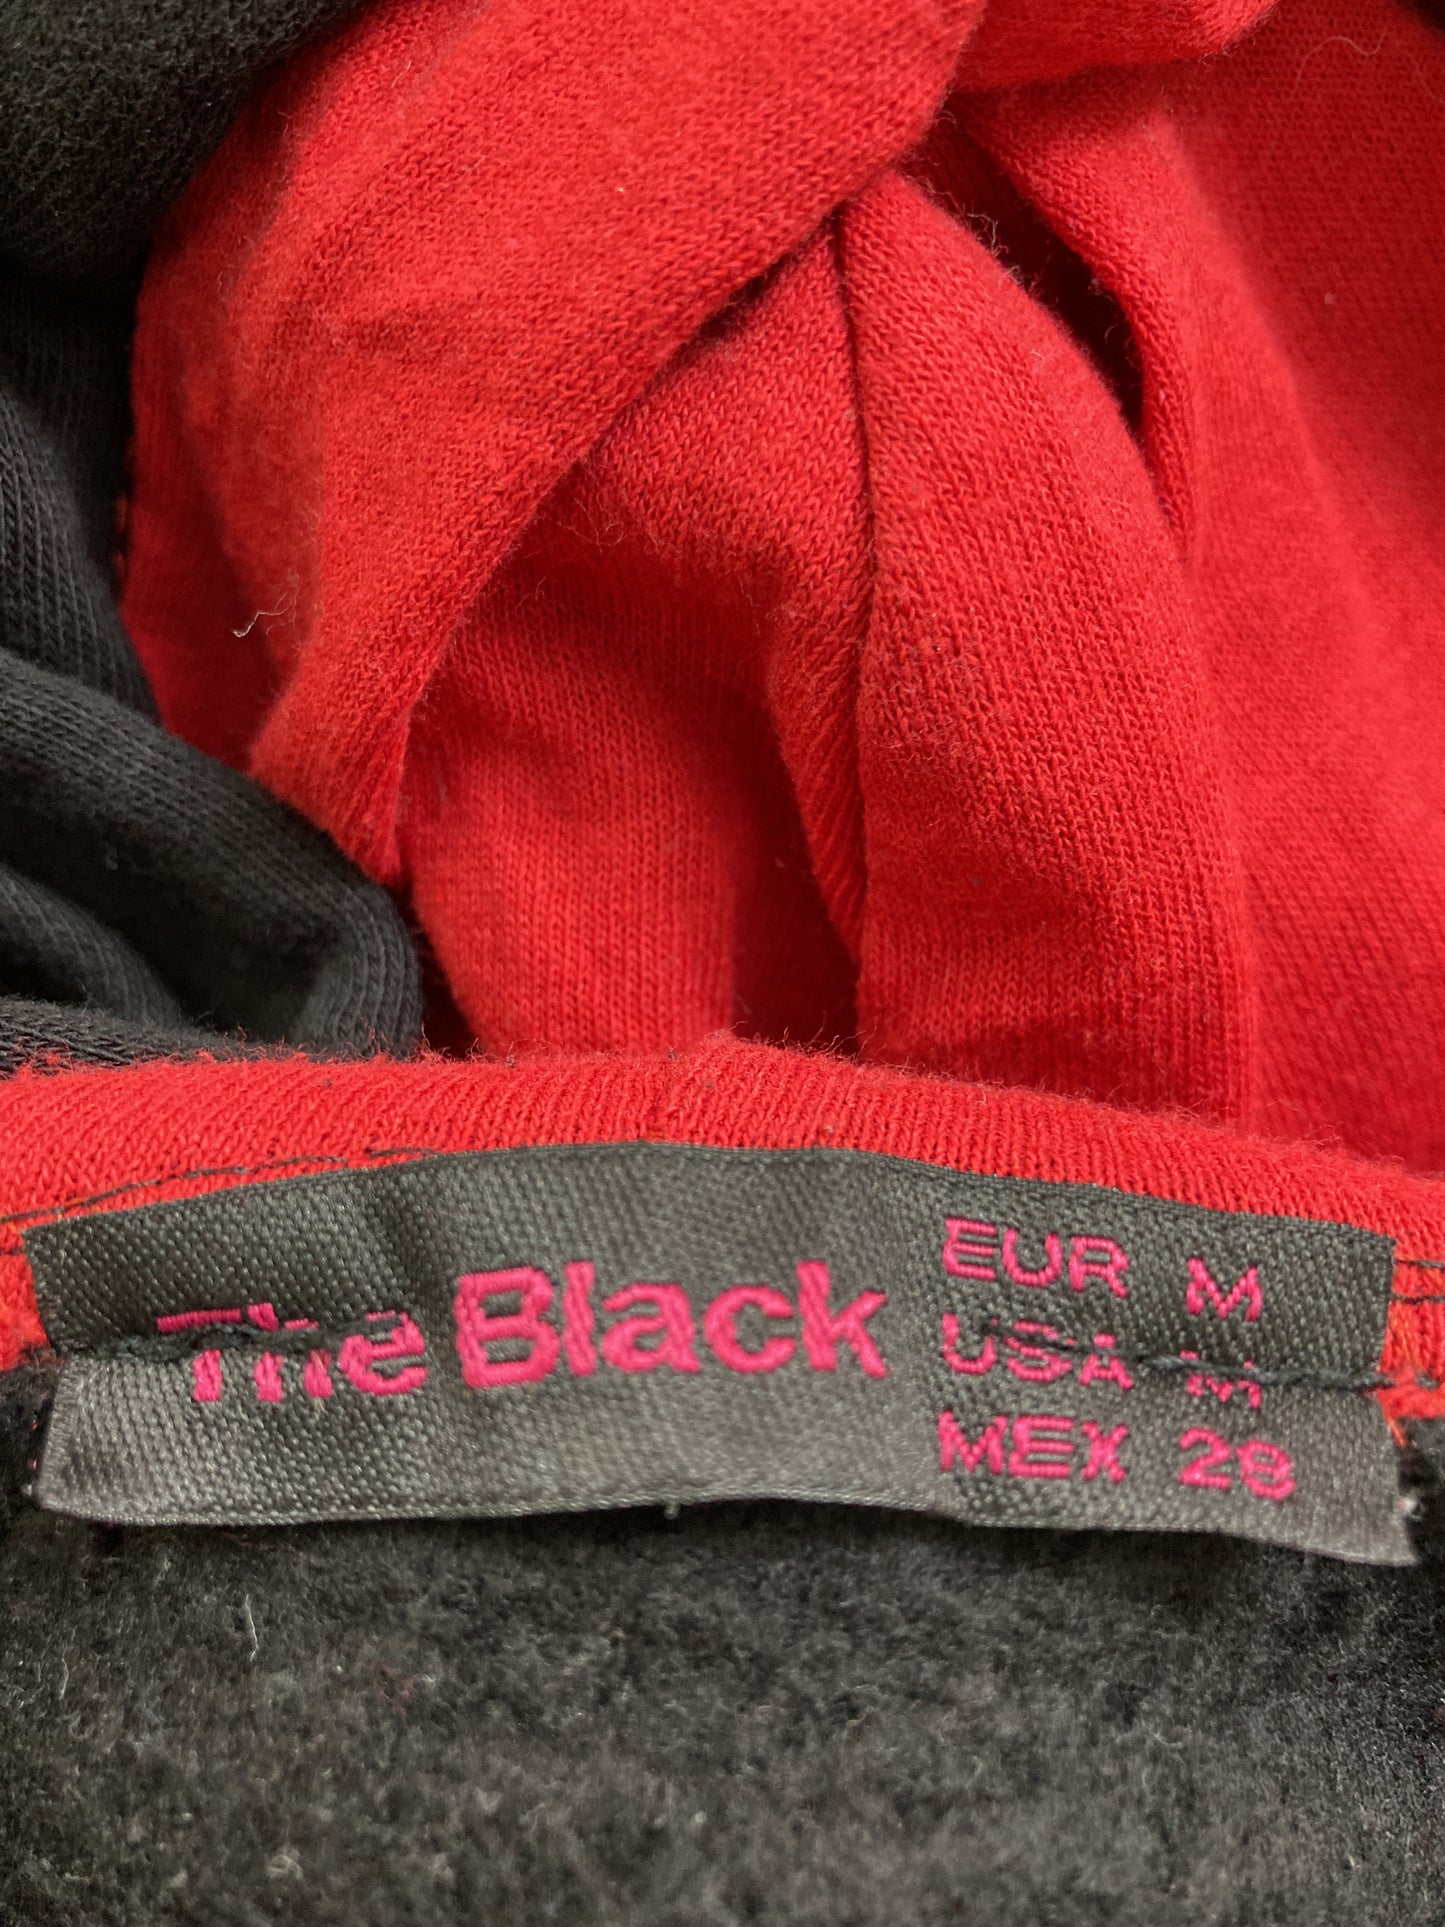 The Black
EUR M
USA M
MEX 28